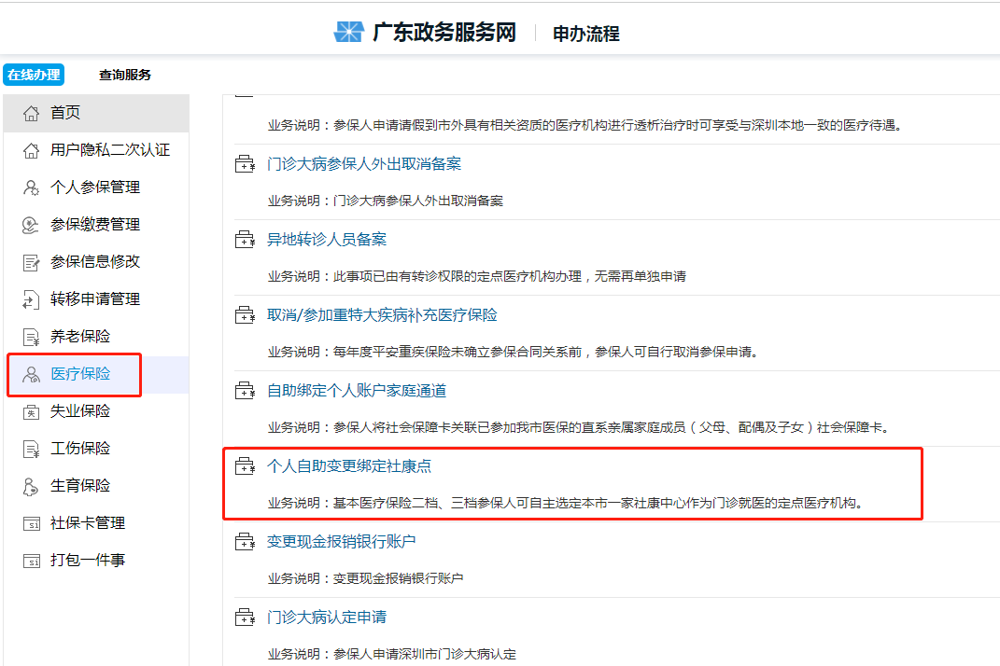 广东政务服务网 申办流程
在线办理 查询服务
首页
用户隐私二次认证
个人参保管理
参保缴费管理
参保信息修改
转移申请管理
养老保险
医疗保险
失业保险
工伤保险
生育保险
社保卡管理
打包一件事
业务说明：参保人申请请假到市外具有相关资质的医疗机构进行透析治疗时可享受与深圳本地一致的医疗待遇。
门诊大病参保人外出取消备案
业务说明：门诊大病参保人外出取消备案
异地转诊人员备案
业务说明：此事项已由有转诊权限的定点医疗机构办理，无需再单独申请
取消/参加重特大疾病补充医疗保险
业务说明：每年度平安重疾保险未确立参保合同关系前，参保人可自行取消参保申请。
自助绑定个人账户家庭通道
业务说明：参保人将社会保障卡关联已参加我市医保的直系亲属家庭成员（父母、配偶及子女）社会保障卡。
个人自助变更绑定社康点
业务说明：基本医疗保险二档、三档参保人可自主选定本市一家社康中心作为门诊就医的定点医疗机构。
变更现金报销银行账户
业务说明：变更现金报销银行账户
门诊大病认定申请
业务说明：参保人申请深圳市门诊大病认定